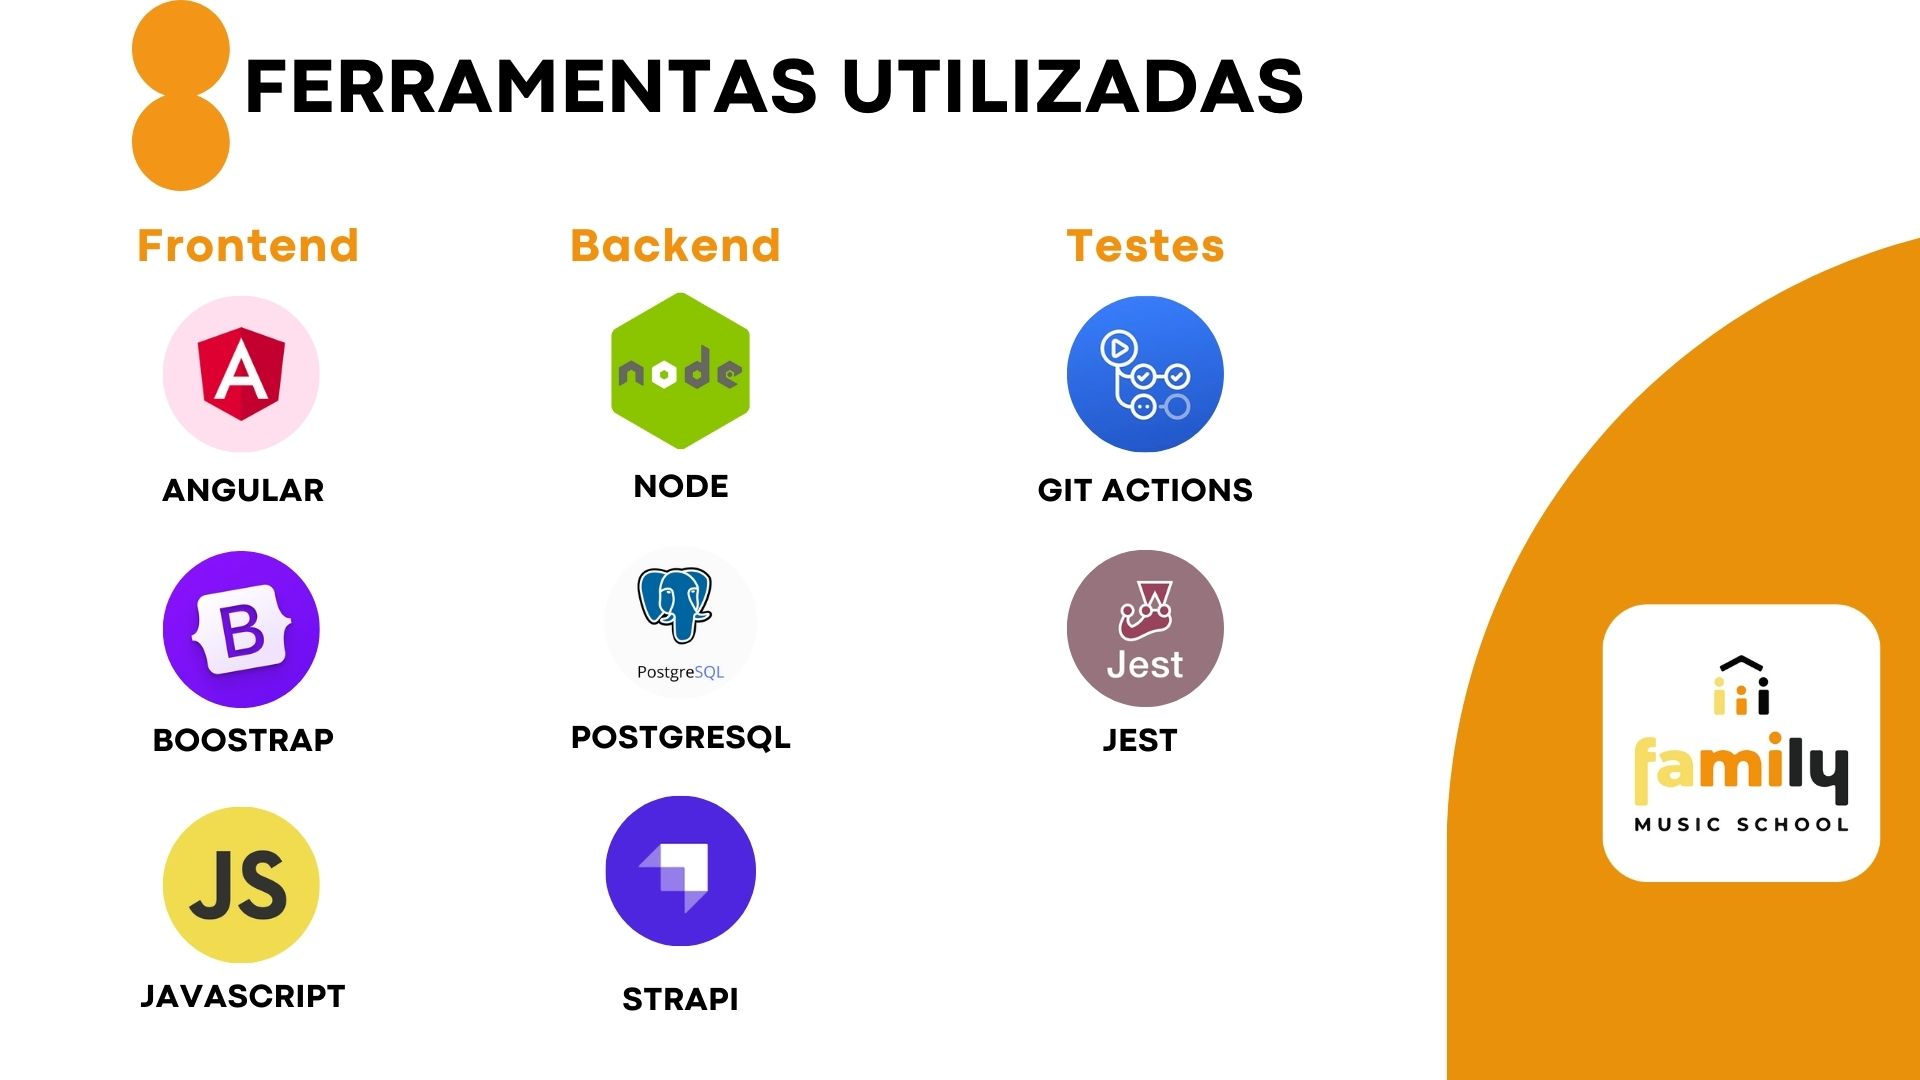 FERRAMENTAS UTILIZADAS
Frontend
A
ANGULAR
B
BOOSTRAP
JS
JAVASCRIPT
Backend
node
NODE
PostgreSQL
POSTGRESQL
STRAPI
Testes
GIT ACTIONS
Jest
JEST
family
MUSIC SCHOOL